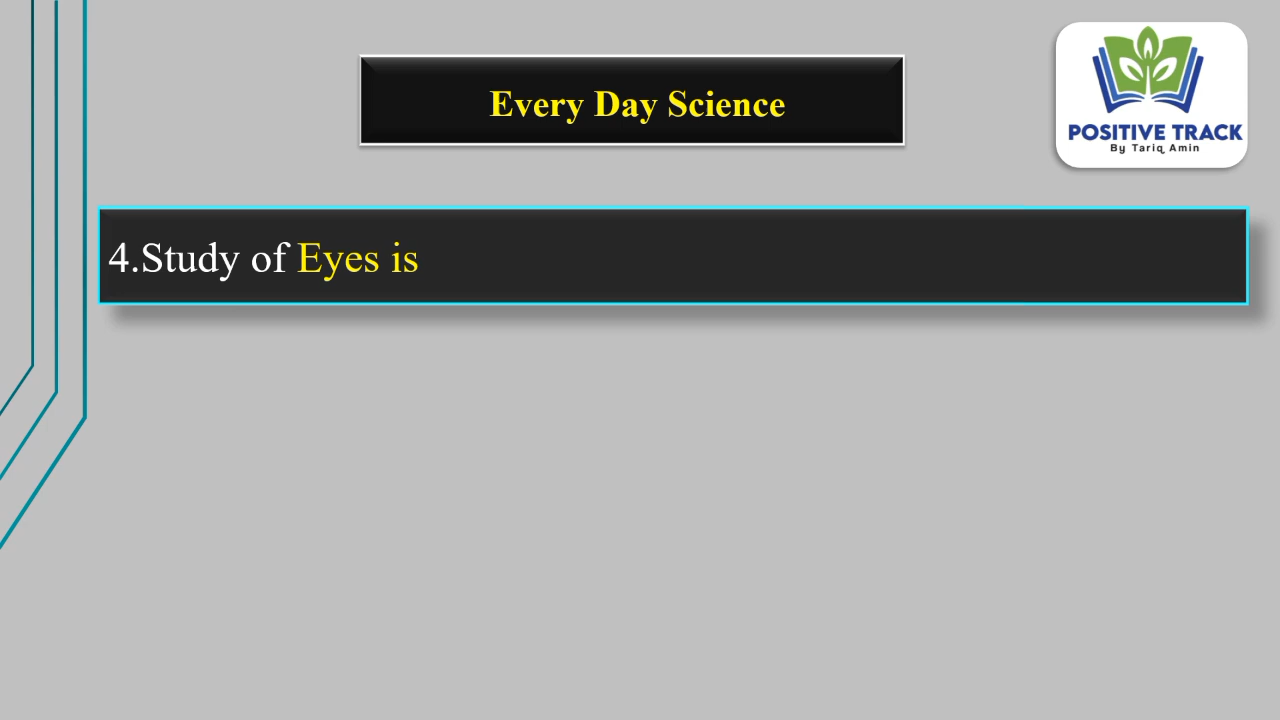 Every Day Science
POSITIVE TRACK
By Tariq Amin
4.Study of Eyes is